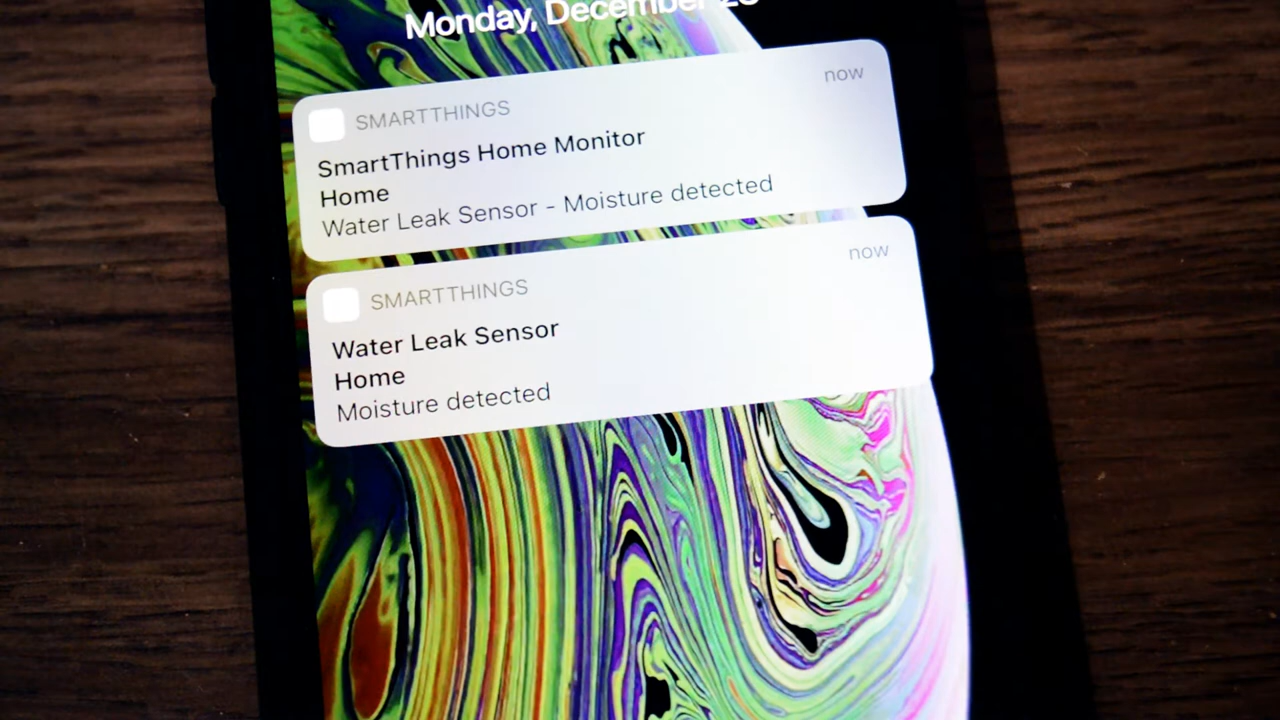 Monday, December
now
SMARTTHINGS
SmartThings Home Monitor
Home
Water Leak Sensor - Moisture detected
now
SMARTTHINGS
Water Leak Sensor
Home
Moisture detected